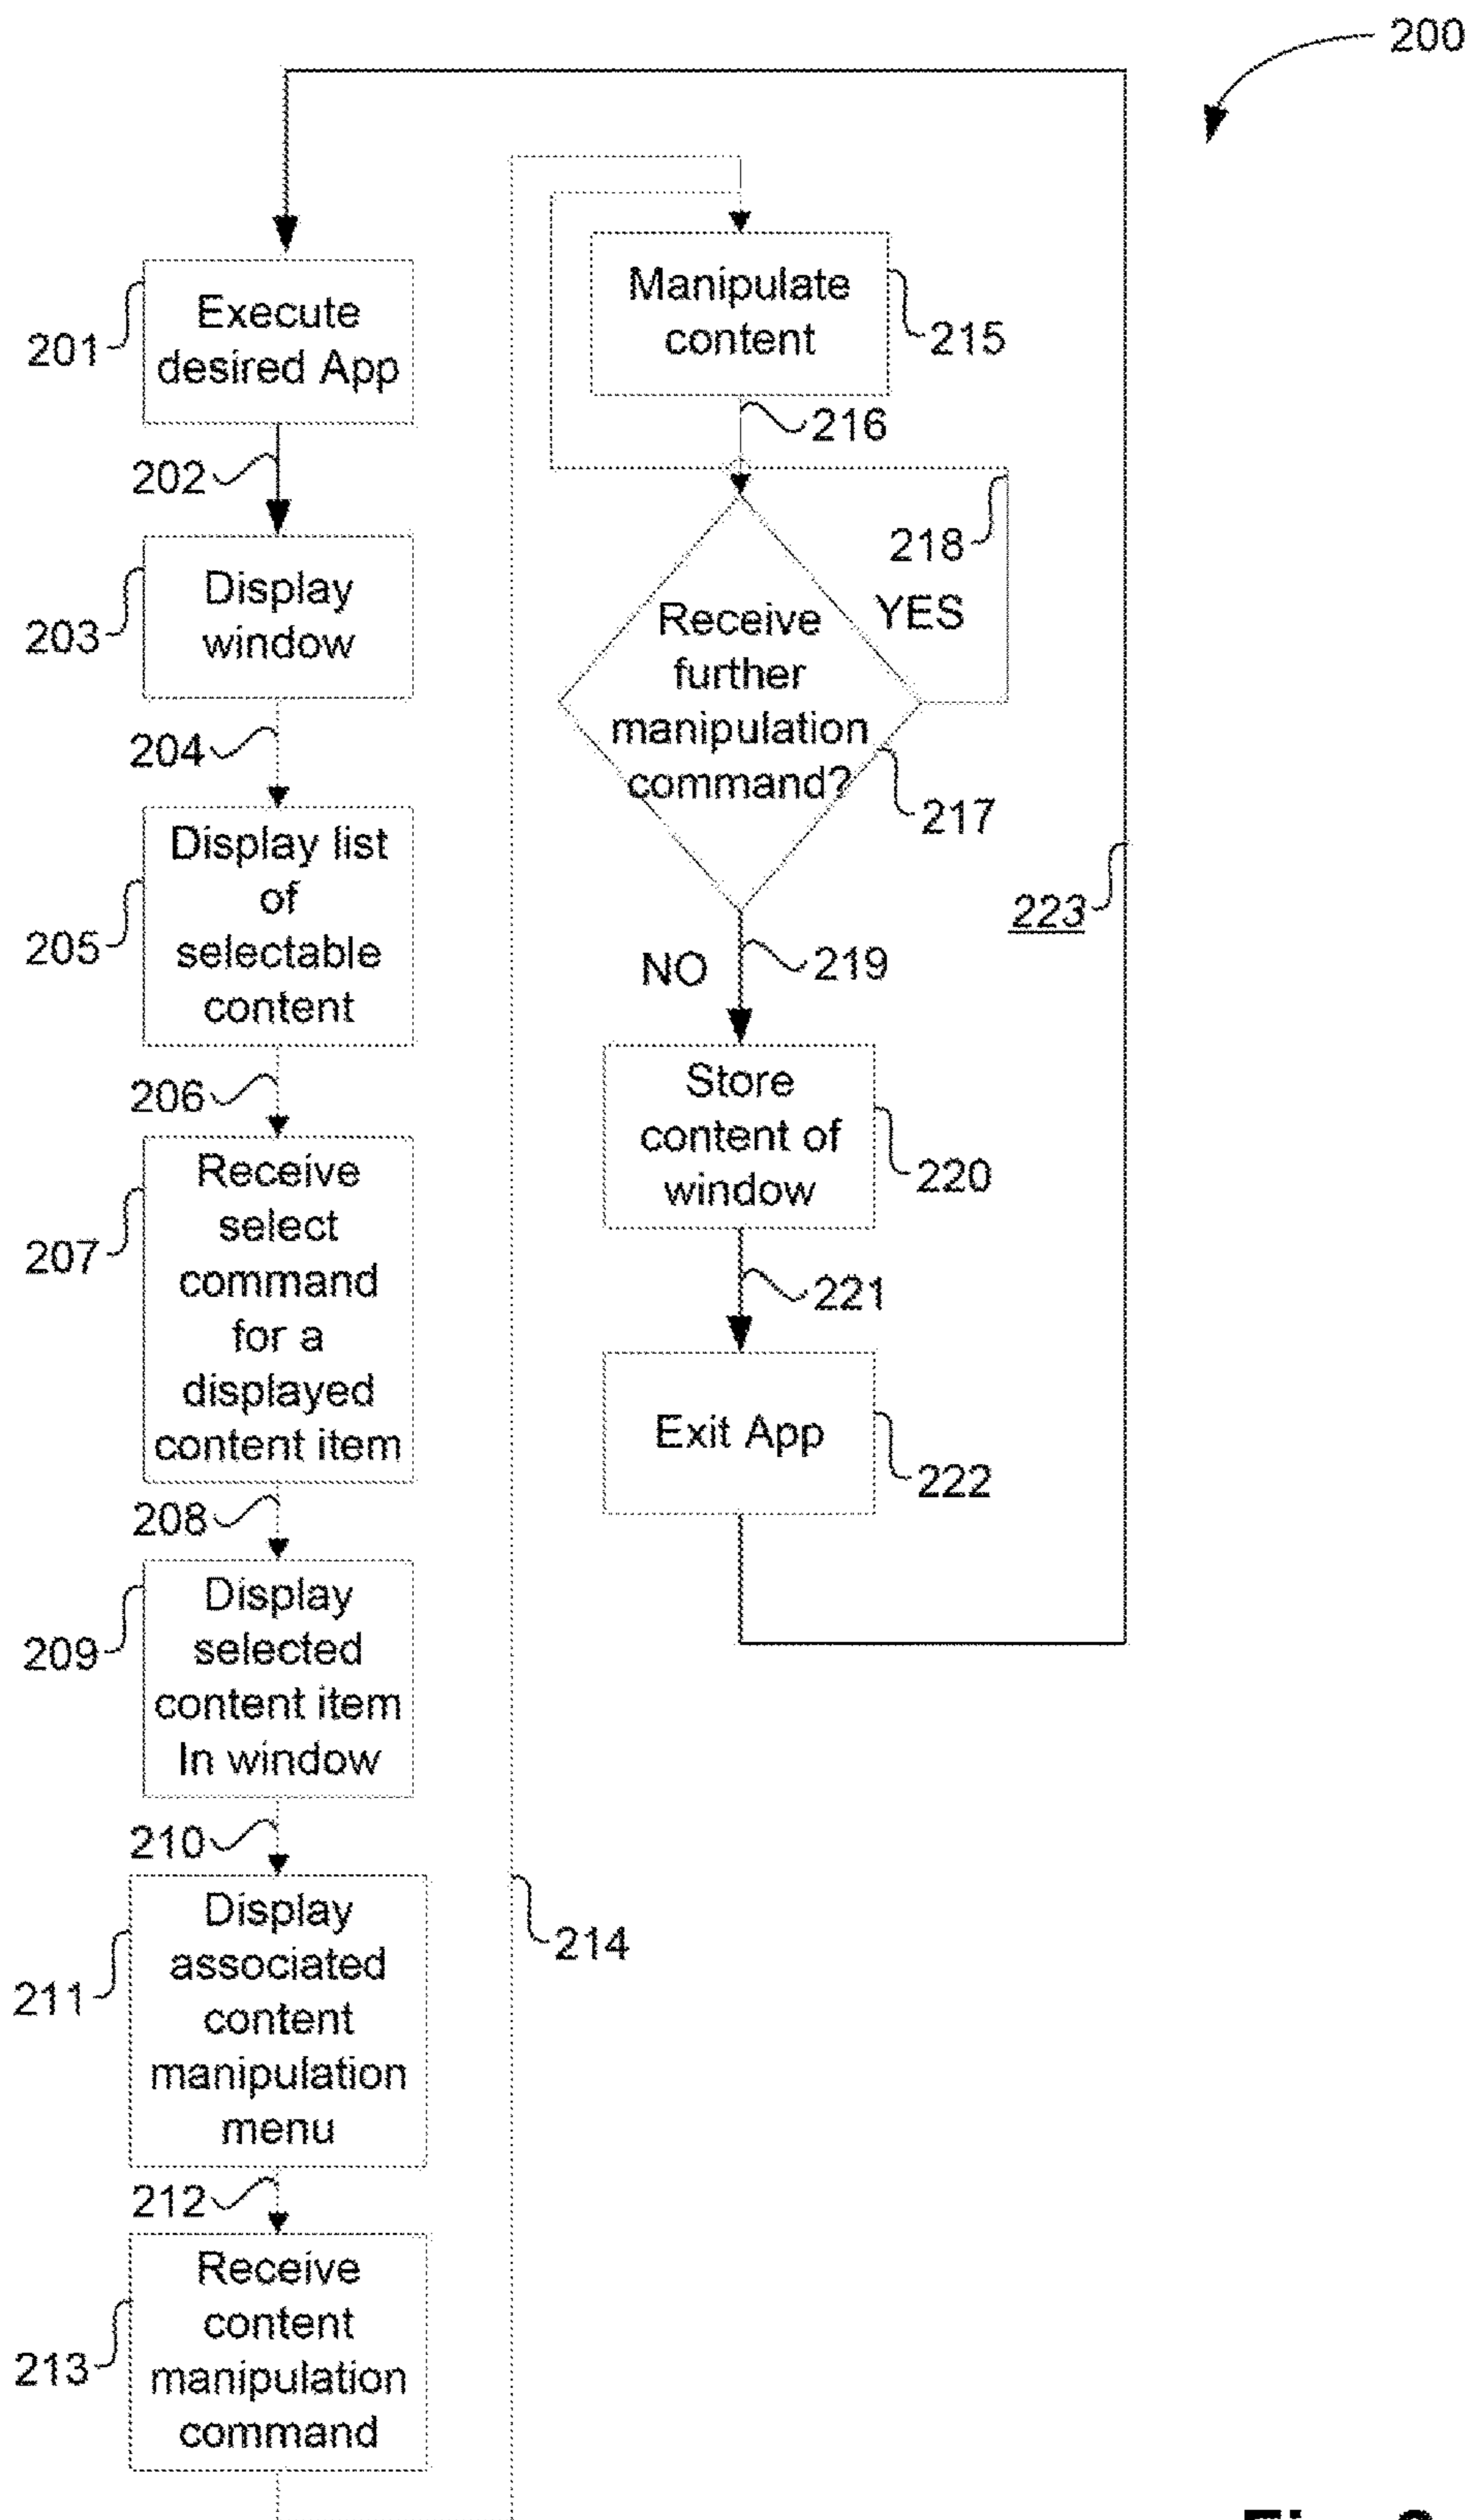 200
Execute
desired App
201
202
Display
window
203
204
Display list
of
selectable
content
205
206
Receive
select
command
for a
displayed
content item
207
208
Display
selected
content item
In window
209
210
Display
associated
content
manipulation
menu
211
212
Receive
content
manipulation
command
213
214
Manipulate
content
215
216
218
YES
Receive
further
manipulation
command?
217
NO
219
Store
content of
window
220
221
Exit App
222
223